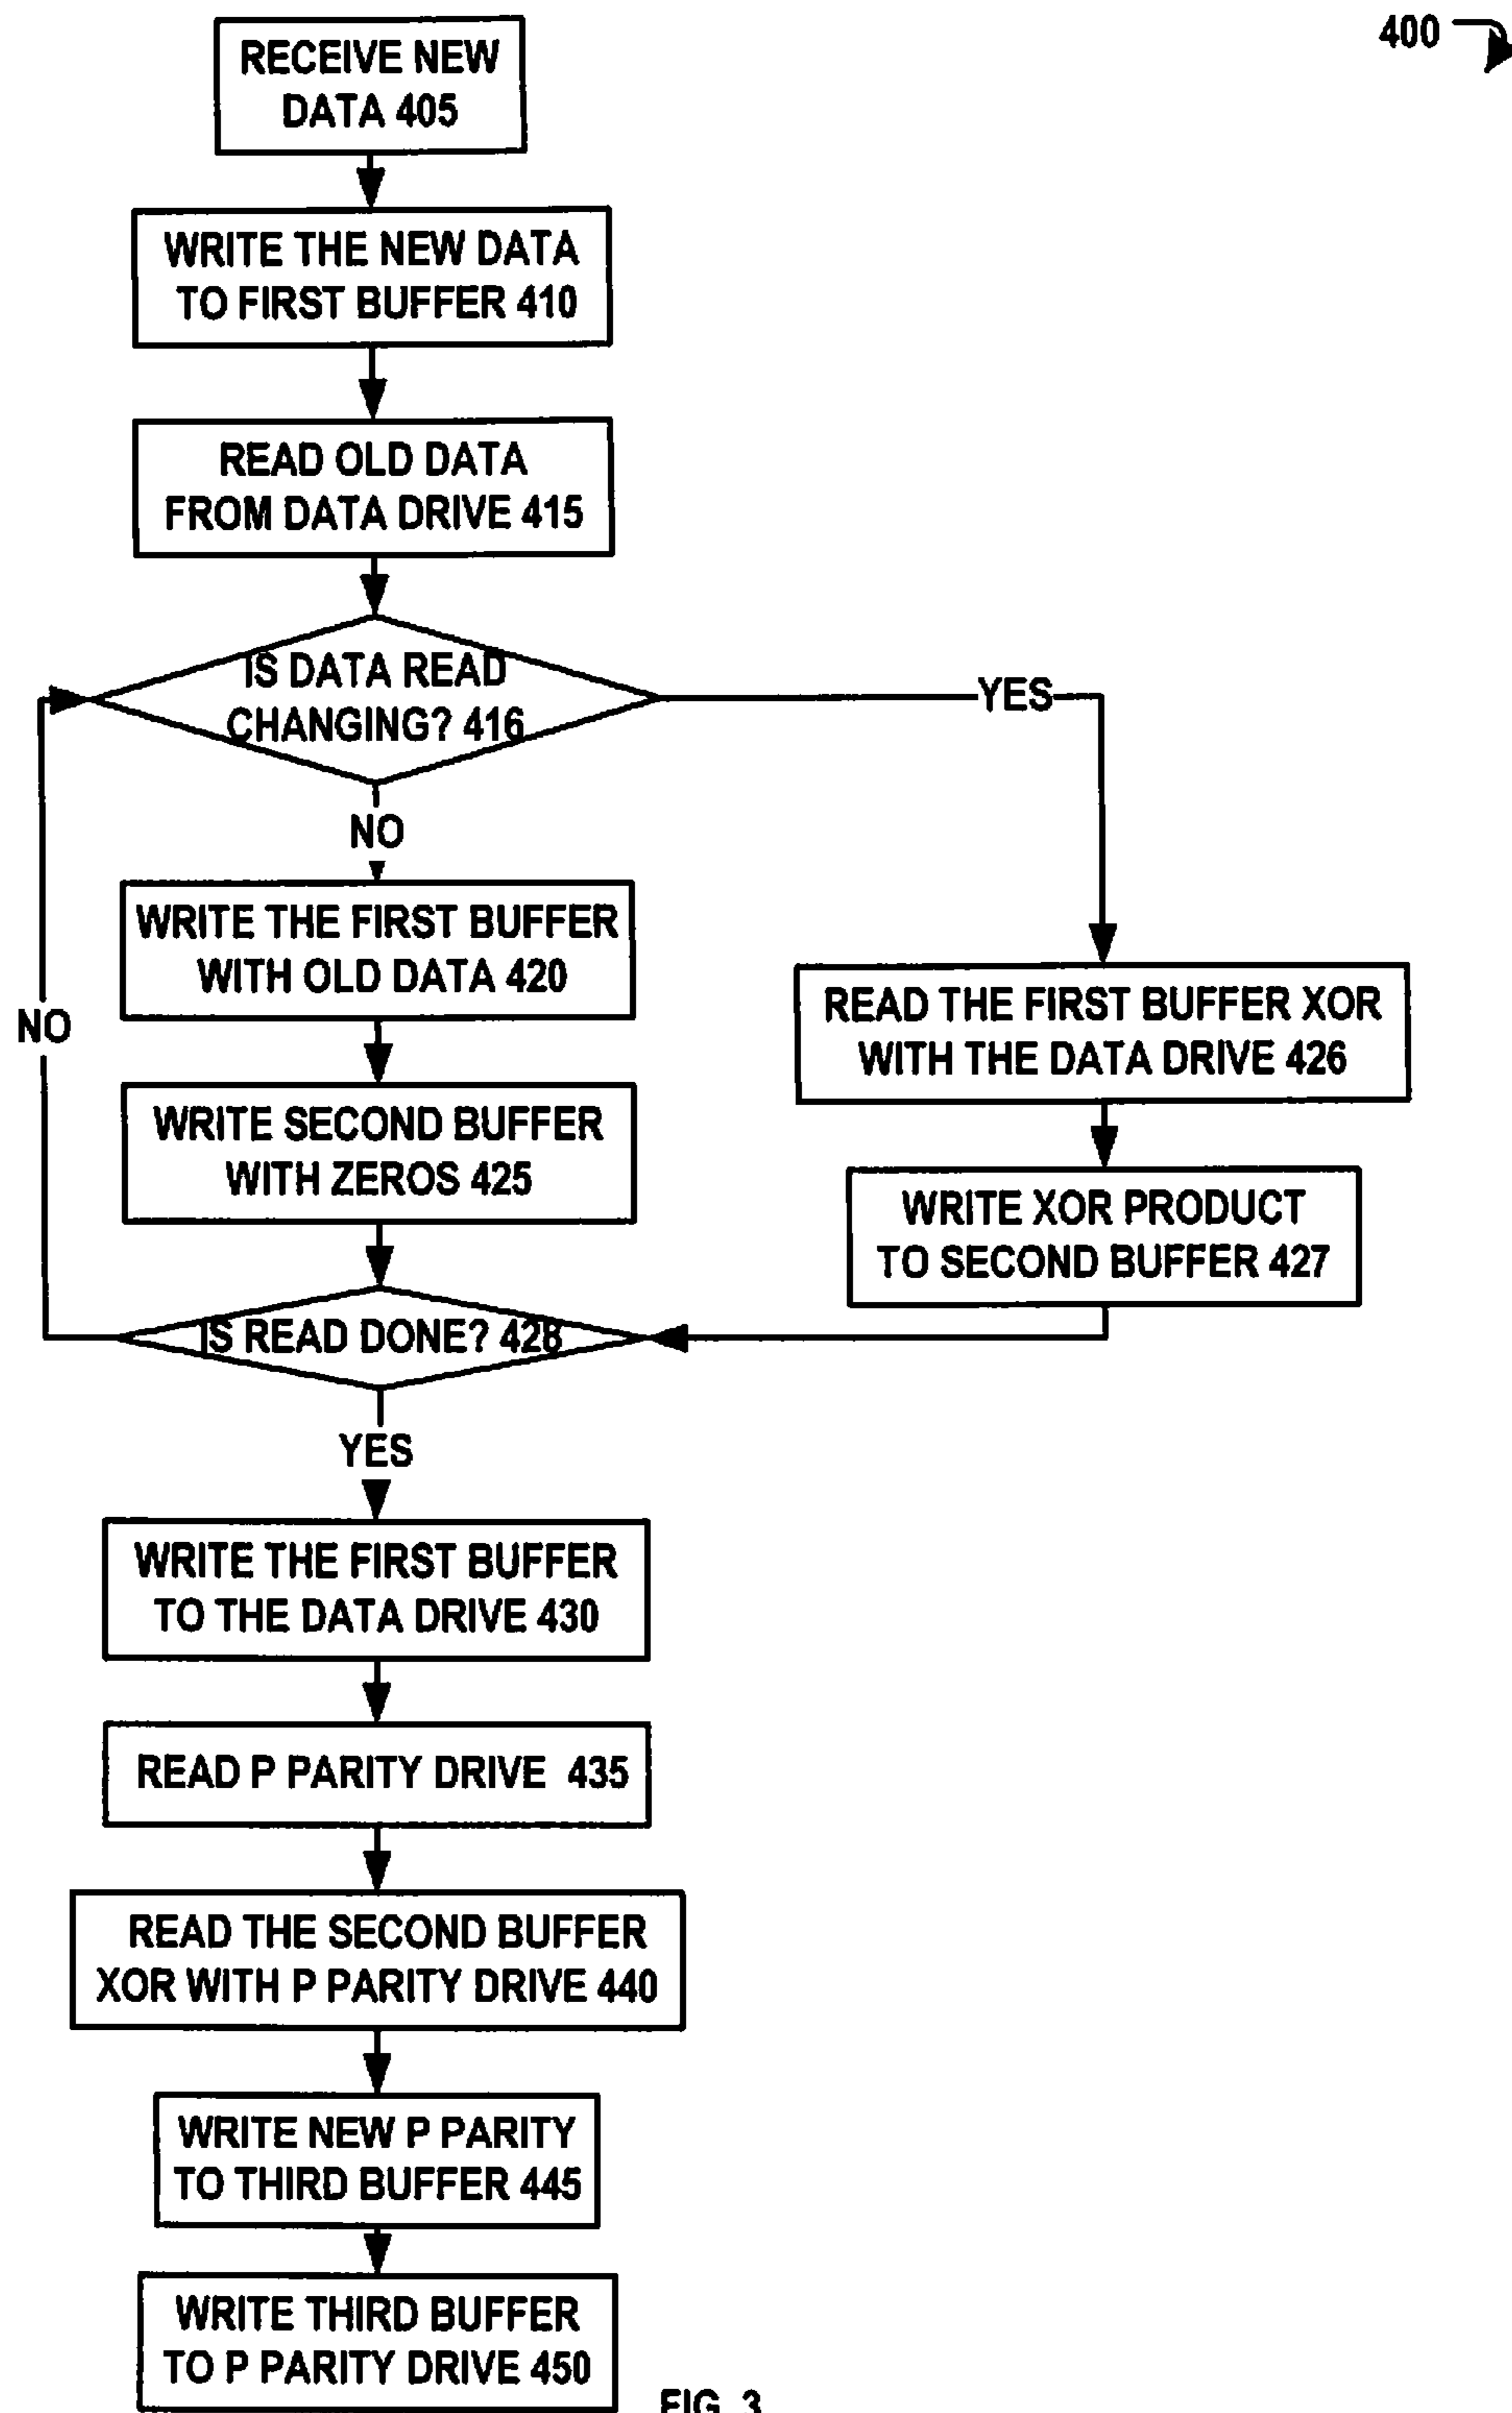 400
RECEIVE NEW
DATA 405
WRITE THE NEW DATA
TO FIRST BUFFER 410
READ OLD DATA
FROM DATA DRIVE 415
IS DATA READ
CHANGING? 416
YES
NO
WRITE THE FIRST BUFFER
WITH OLD DATA 420
READ THE FIRST BUFFER XOR
WITH THE DATA DRIVE 426
NO
WRITE SECOND BUFFER
WITH ZEROS 425
WRITE XOR PRODUCT
TO SECOND BUFFER 427
IS READ DONE? 428
YES
WRITE THE FIRST BUFFER
TO THE DATA DRIVE 430
READ P PARITY DRIVE 435
READ THE SECOND BUFFER
XOR WITH P PARITY DRIVE 440
WRITE NEW P PARITY
TO THIRD BUFFER 445
WRITE THIRD BUFFER
TO P PARITY DRIVE 450
FIG. 3